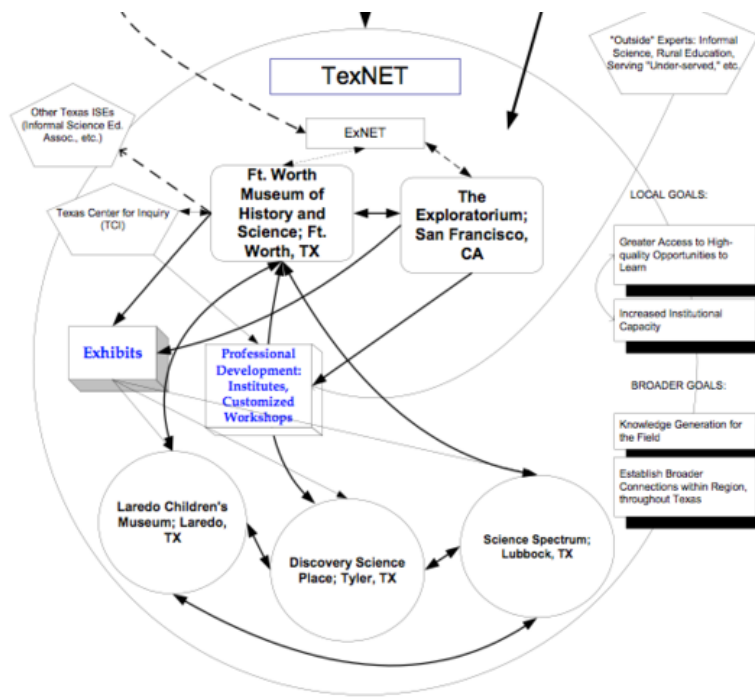 "Outside" Experts: Informal
Science, Rural Education,
Serving "Under-served," etc.
TexNET
Other Texas ISEs
(Informal Science Ed.
Assoc., etc.)
ExNET
Ft. Worth
Museum of
History and
Science; Ft.
Worth, TX
The
Exploratorium;
San Francisco,
CA
Texas Center for Inquiry
(TCI)
LOCAL GOALS:
Greater Access to High-
quality Opportunities to
Learn
Increased Institutional
Capacity
Exhibits
Professional
Development:
Institutes,
Customized
Workshops
BROADER GOALS:
Knowledge Generation for
the Field
Establish Broader
Connections within Region,
throughout Texas
Laredo Children's
Museum; Laredo,
TX
Discovery Science
Place; Tyler, TX
Science Spectrum;
Lubbock, TX